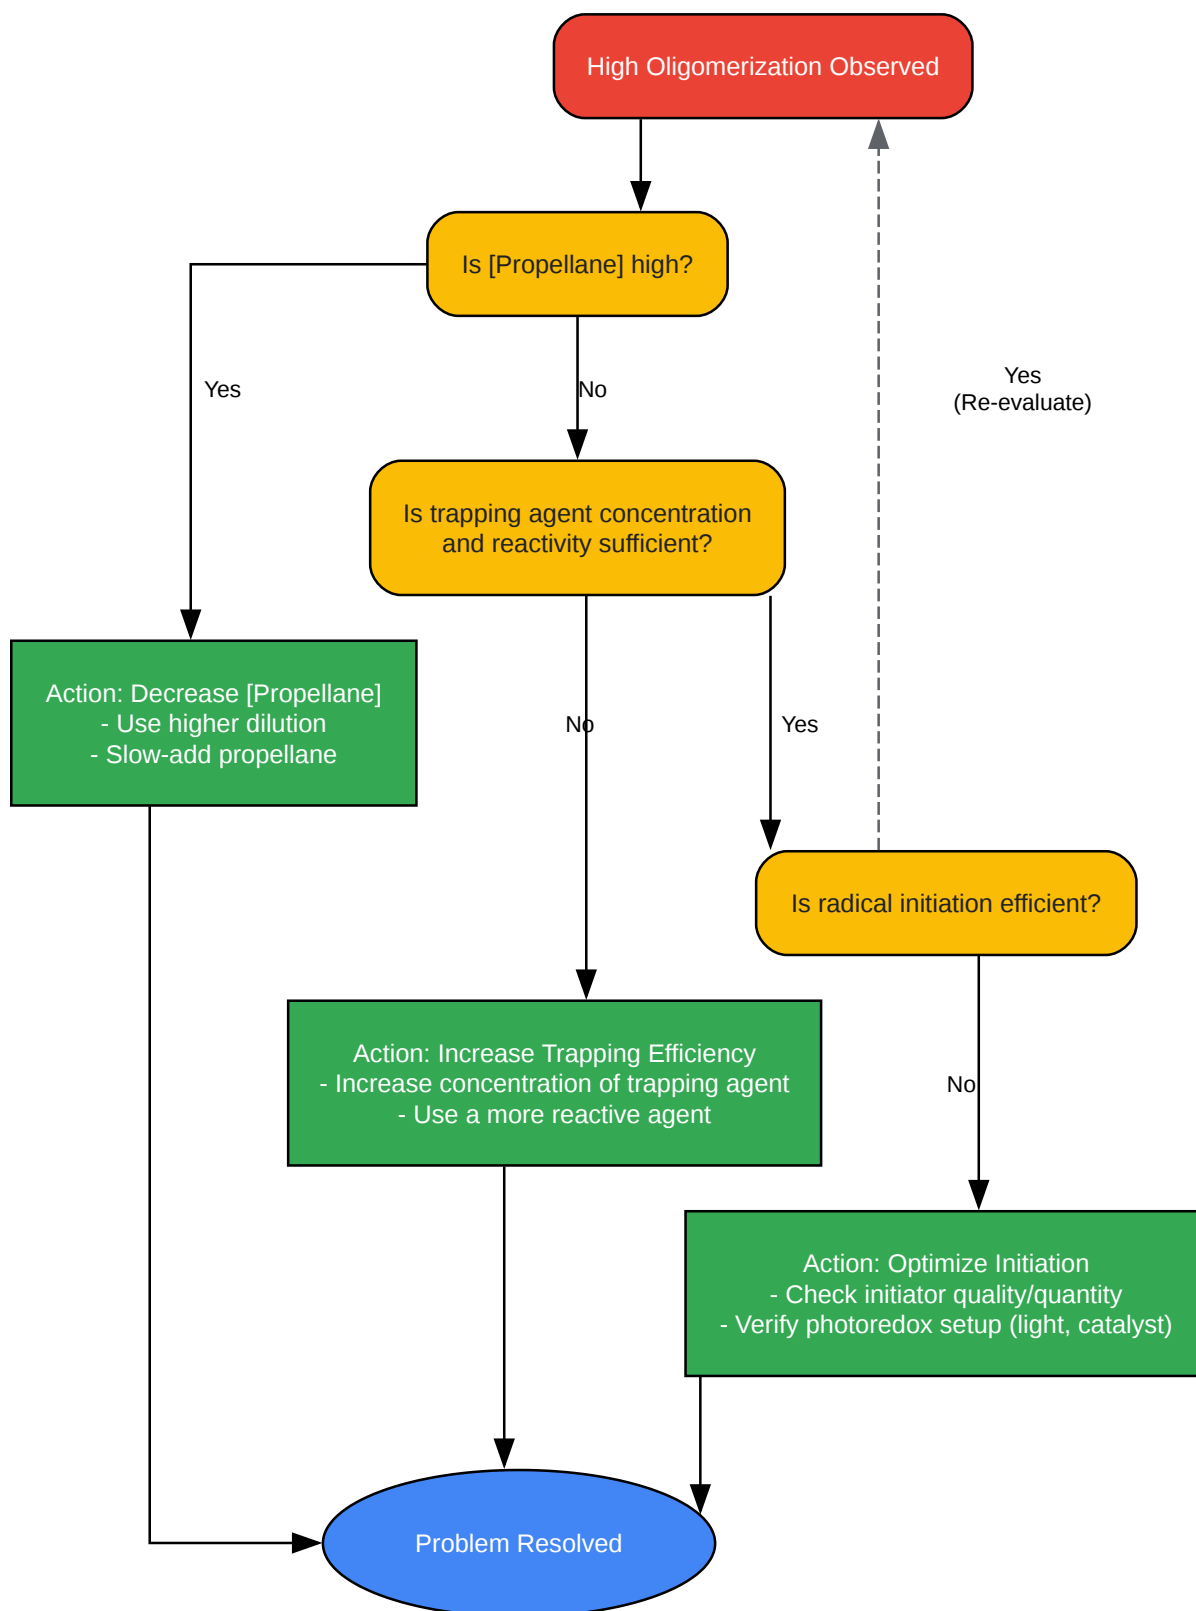 High Oligomerization Observed
Is [Propellane] high?
Yes
No
Yes
(Re-evaluate)
Is trapping agent concentration
and reactivity sufficient?
Action: Decrease [Propellane]
- Use higher dilution
- Slow-add propellane
No
Yes
Is radical initiation efficient?
Action: Increase Trapping Efficiency
- Increase concentration of trapping agent
- Use a more reactive agent
No
Action: Optimize Initiation
- Check initiator quality/quantity
- Verify photoredox setup (light, catalyst)
Problem Resolved